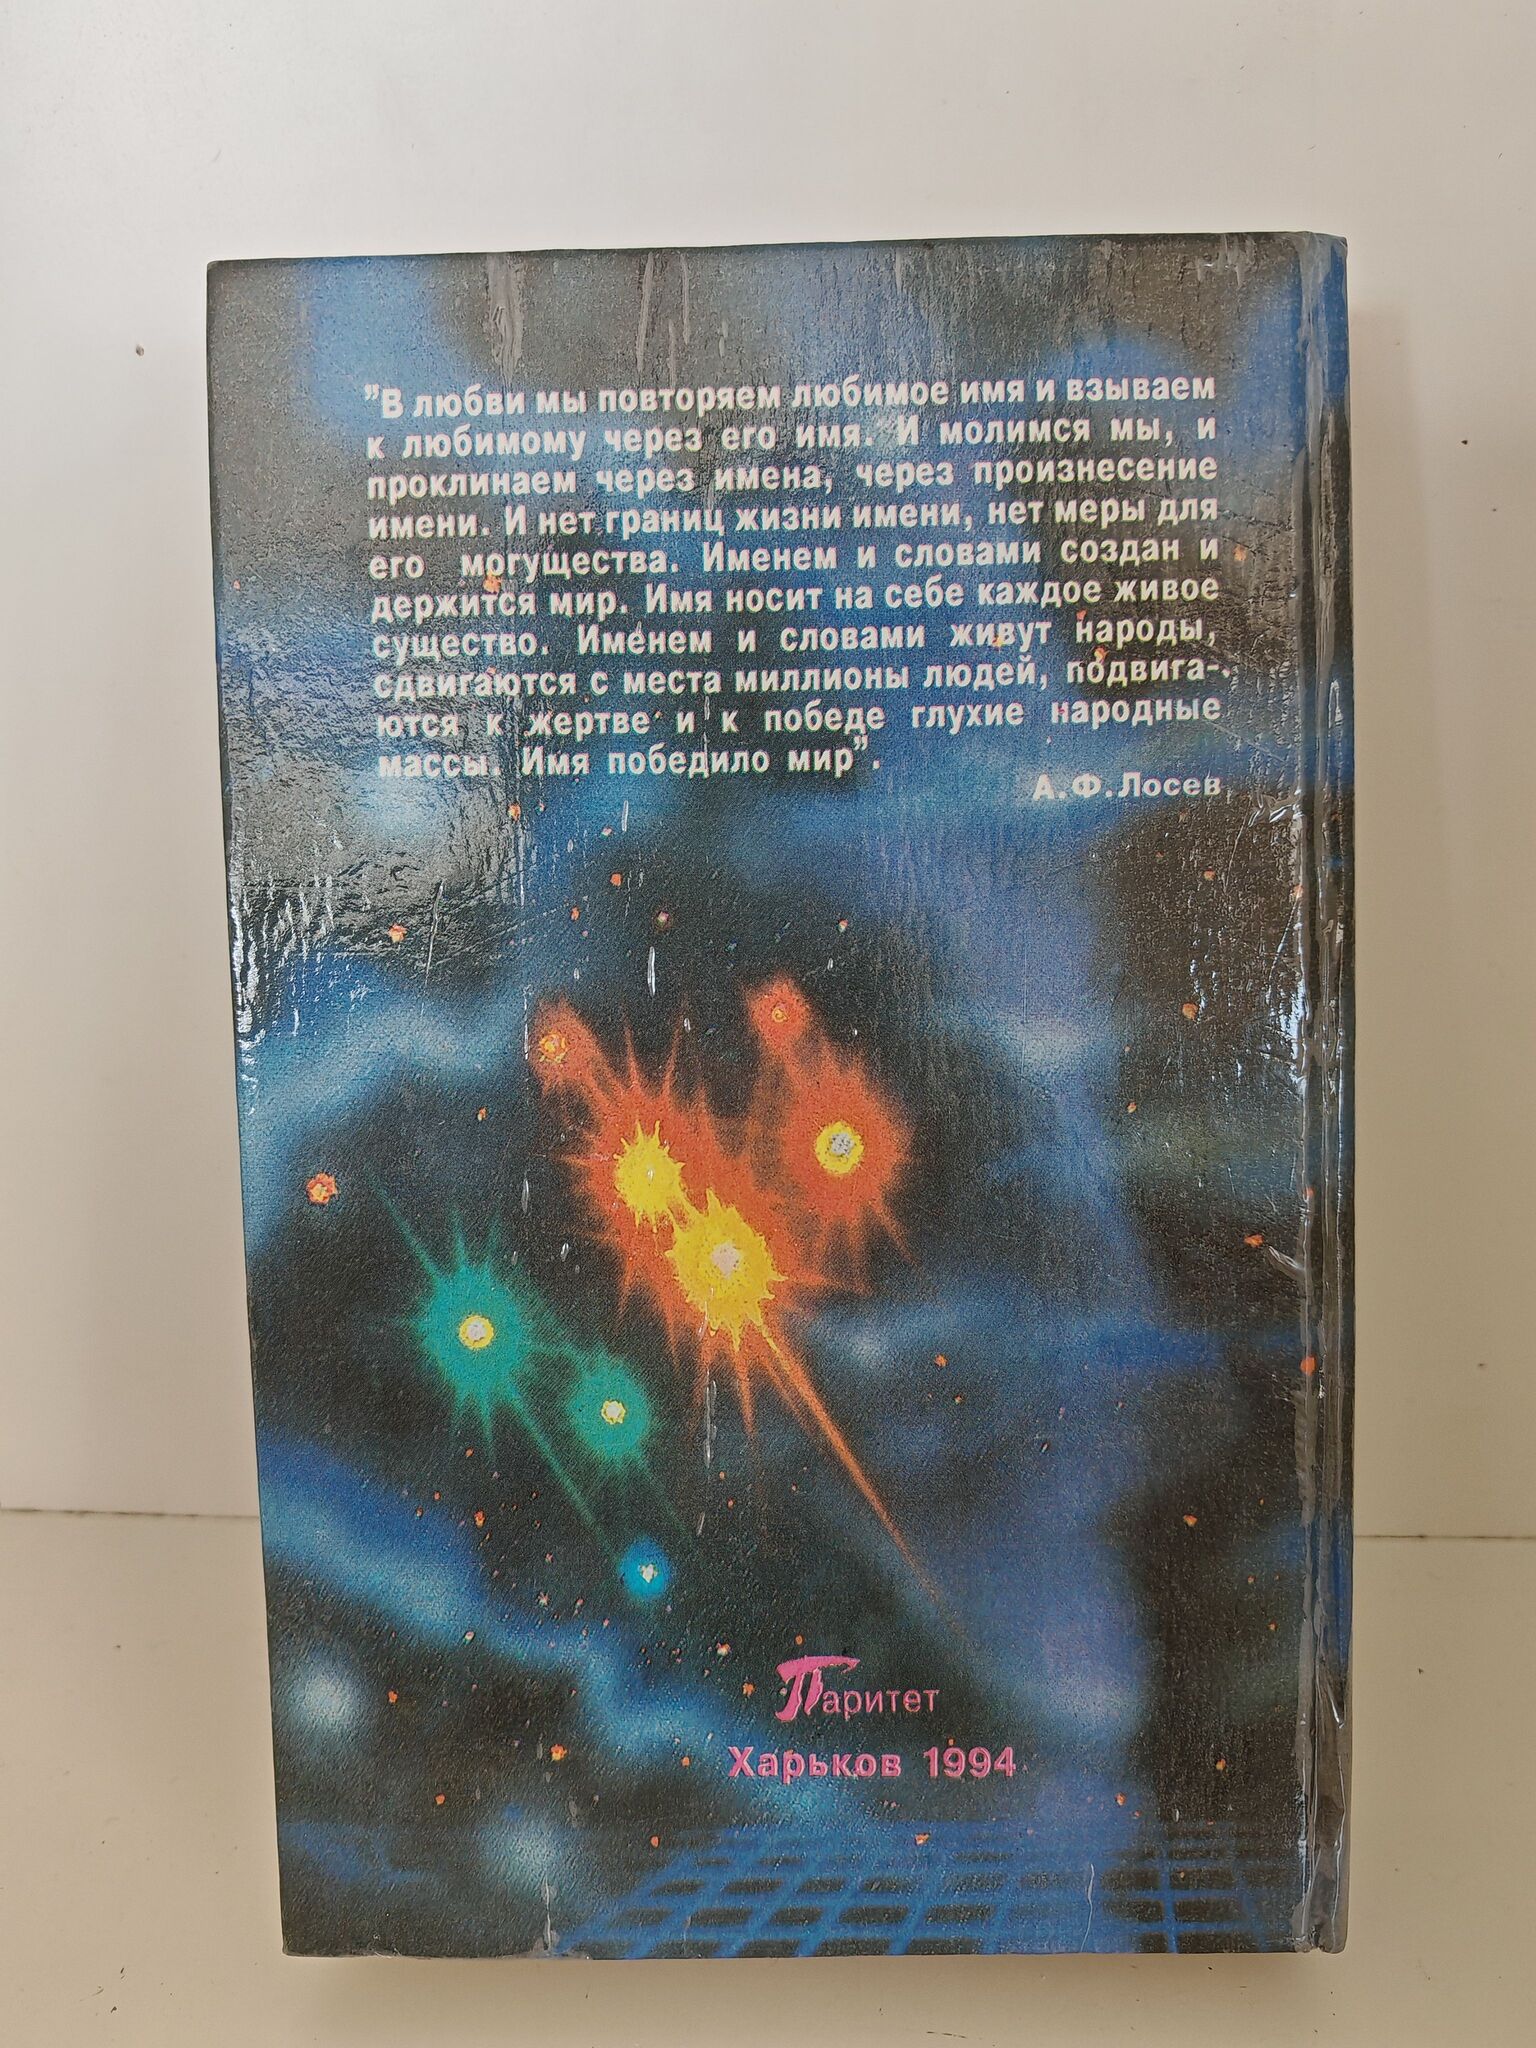 "В любви мы повторяем любимое имя и взываем
к любимому через его имя. И молимся мы, и
проклинаем через имена, через произнесение
имени. И нет границ жизни имени, нет меры для
его могущества. Именем и словами создан и
держится мир. Имя носит на себе каждое живое
существо. Именем и словами живут народы,
сдвигаются с места миллионы людей, подвига-
ются к жертве и к победе глухие народные
массы. Имя победило мир".
А.Ф.Лосев
Паритет
Харьков 1994